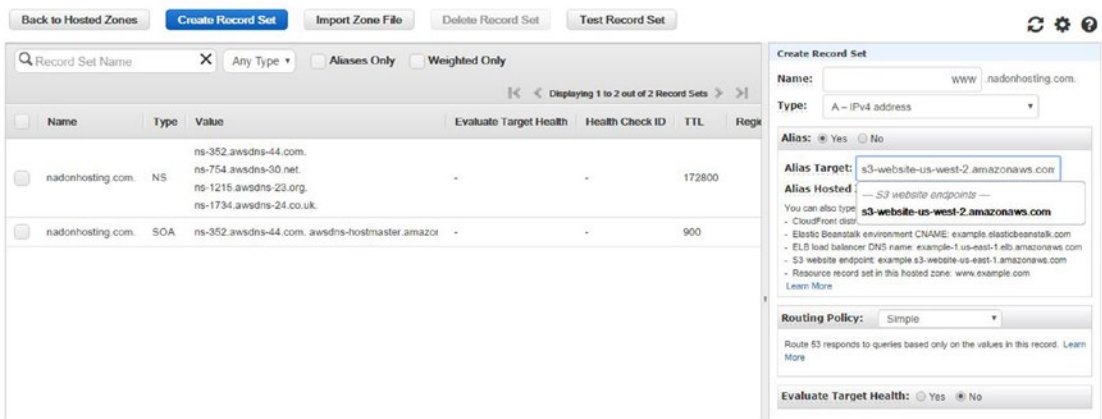 Back to Hosted Zones Create Record Set Import Zone File Delete Record Set Test Record Set
Record Set Name Any Type Aliases Only Weighted Only
Displaying 1 to 2 out of 2 Record Sets
Name Type Value Evaluate Target Health Health Check ID TTL
nadonhosting.com. NS
ns-352.awsdns-44.com.
ns-754.awsdns-30.net.
ns-1215.awsdns-23.org.
ns-1734.awsdns-24.co.uk.
- - 172800
nadonhosting.com. SOA ns-352.awsdns-44.com. awsdns-hostmaster.amazor - - 900
Create Record Set
Name: www .nadonhosting.com.
Type: A – IPv4 address
Alias: Yes No
Alias Target: s3-website-us-west-2.amazonaws.com
Alias Hosted
— S3 website endpoints —
s3-website-us-west-2.amazonaws.com
You can also type
- CloudFront distr
- Elastic Beanstalk environment CNAME: example.elasticbeanstalk.com
- ELB load balancer DNS name: example-1.us-east-1.elb.amazonaws.com
- S3 website endpoint: example.s3-website-us-east-1.amazonaws.com
- Resource record set in this hosted zone: www.example.com
Learn More
Routing Policy: Simple
Route 53 responds to queries based only on the values in this record. Learn
More
Evaluate Target Health: Yes No